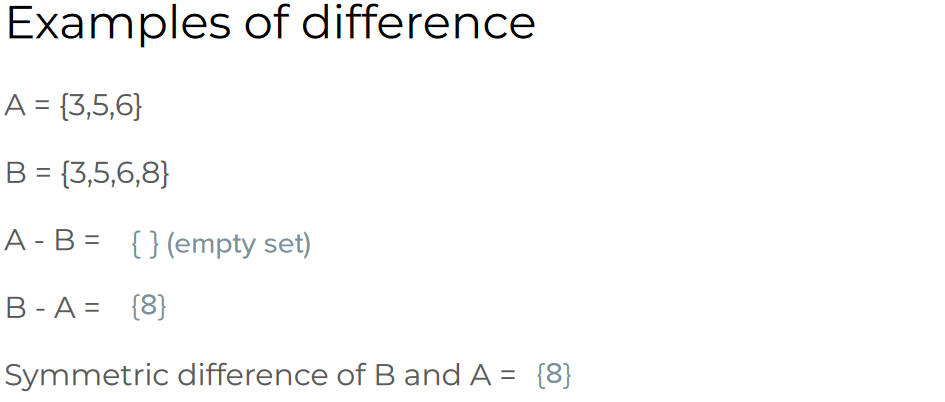 Examples of difference
A = {3,5,6}
B = {3,5,6,8}
A - B = { } (empty set)
B - A = {8}
Symmetric difference of B and A = {8}